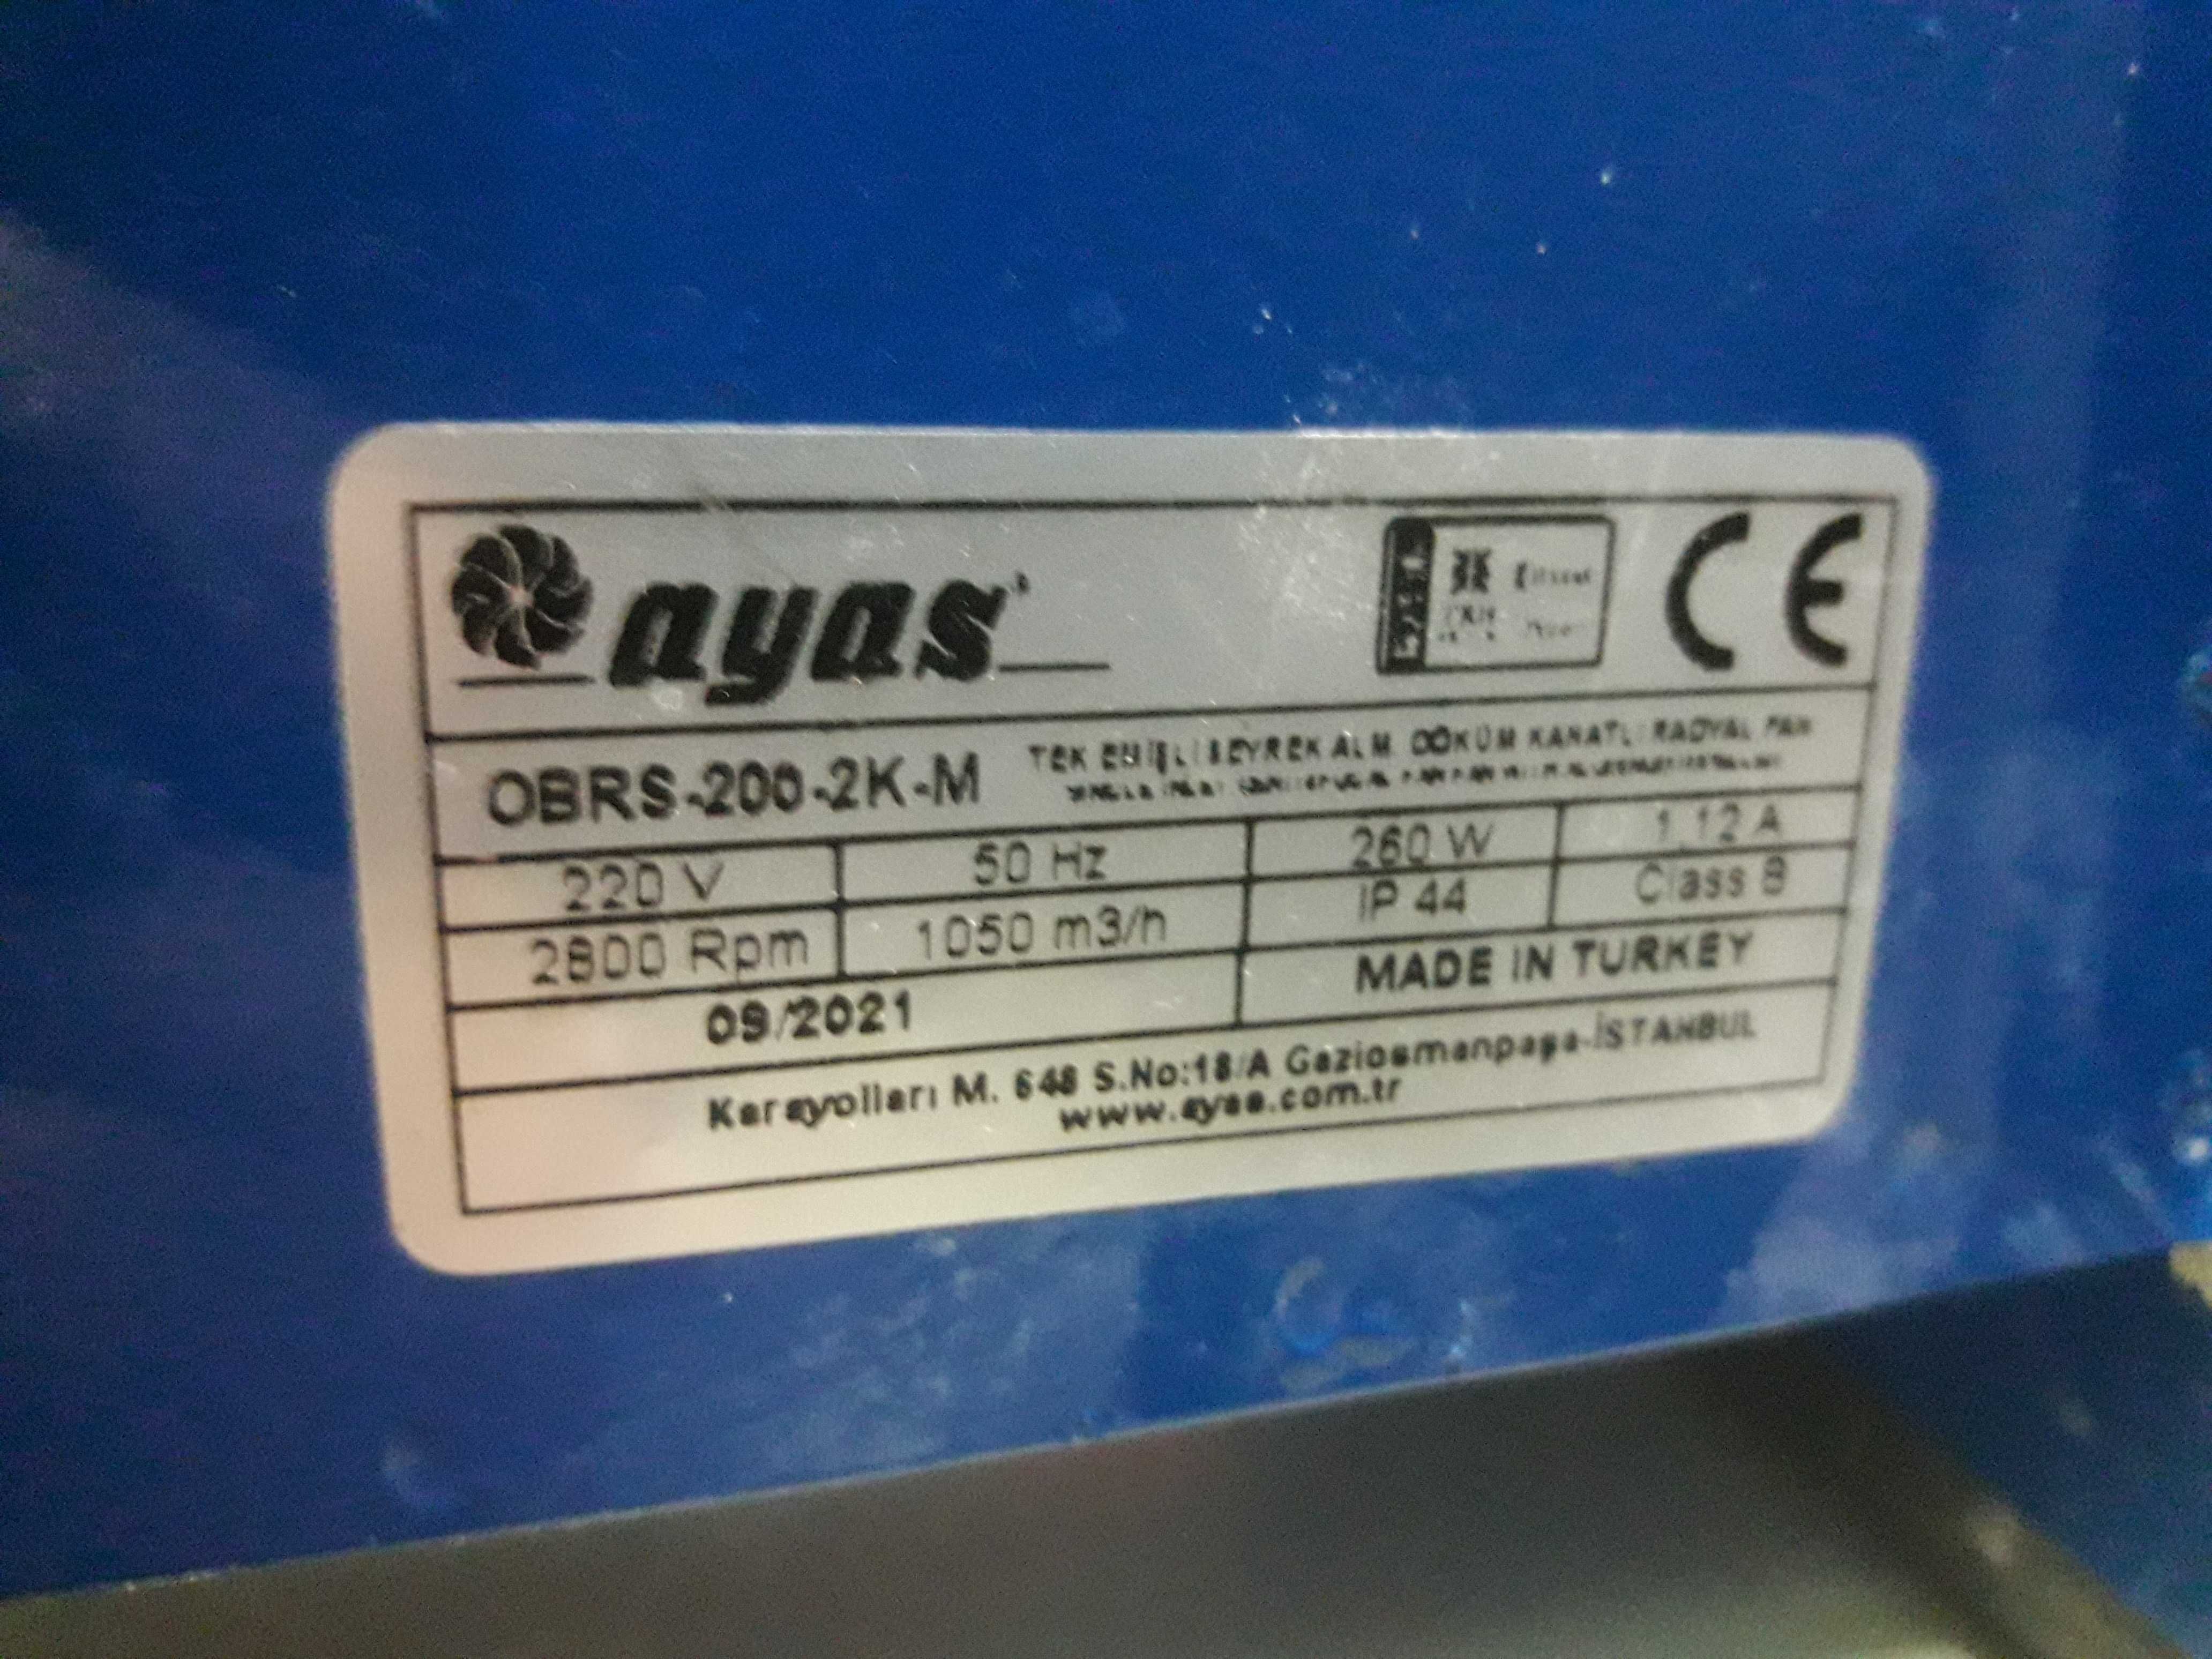 ayas
CE
OBRS-200-2K-M
TEK EMİŞLİ SEYREK ALM. DÖKÜM KANATLI RADYAL FAN
220 V
50 Hz
260 W
1.12 A
2800 Rpm
1050 m3/h
IP 44
Class B
09/2021
MADE IN TURKEY
Karayolları M. 648 S.No:18/A Gaziosmanpaşa-İSTANBUL
www.ayas.com.tr